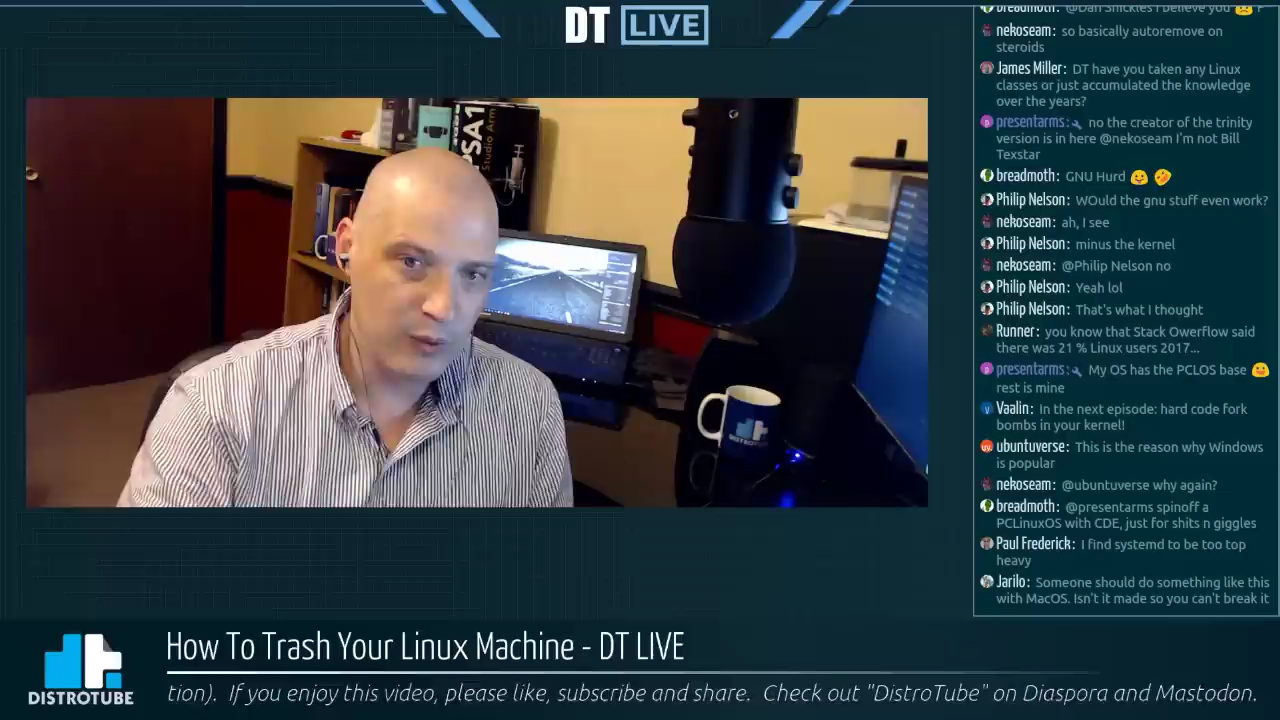 DT LIVE
breadmoth: @Dan Smickles I believe you
nekoseam: so basically autoremove on
steroids
James Miller: DT have you taken any Linux
classes or just accumulated the knowledge
over the years?
presentarms: no the creator of the trinity
version is in here @nekoseam I'm not Bill
Texstar
breadmoth: GNU Hurd
Philip Nelson: WOuld the gnu stuff even work?
nekoseam: ah, I see
Philip Nelson: minus the kernel
nekoseam: @Philip Nelson no
Philip Nelson: Yeah lol
Philip Nelson: That's what I thought
Runner: you know that Stack Owerflow said
there was 21 % Linux users 2017...
presentarms: My OS has the PCLOS base
rest is mine
Vaalin: In the next episode: hard code fork
bombs in your kernel!
ubuntuverse: This is the reason why Windows
is popular
nekoseam: @ubuntuverse why again?
breadmoth: @presentarms spinoff a
PCLinuxOS with CDE, just for shits n giggles
Paul Frederick: I find systemd to be too top
heavy
Jarilo: Someone should do something like this
with MacOS. Isn't it made so you can't break it
PSA1
Studio Arm
DISTROTUBE
How To Trash Your Linux Machine - DT LIVE
DISTROTUBE
tion). If you enjoy this video, please like, subscribe and share. Check out "DistroTube" on Diaspora and Mastodon.